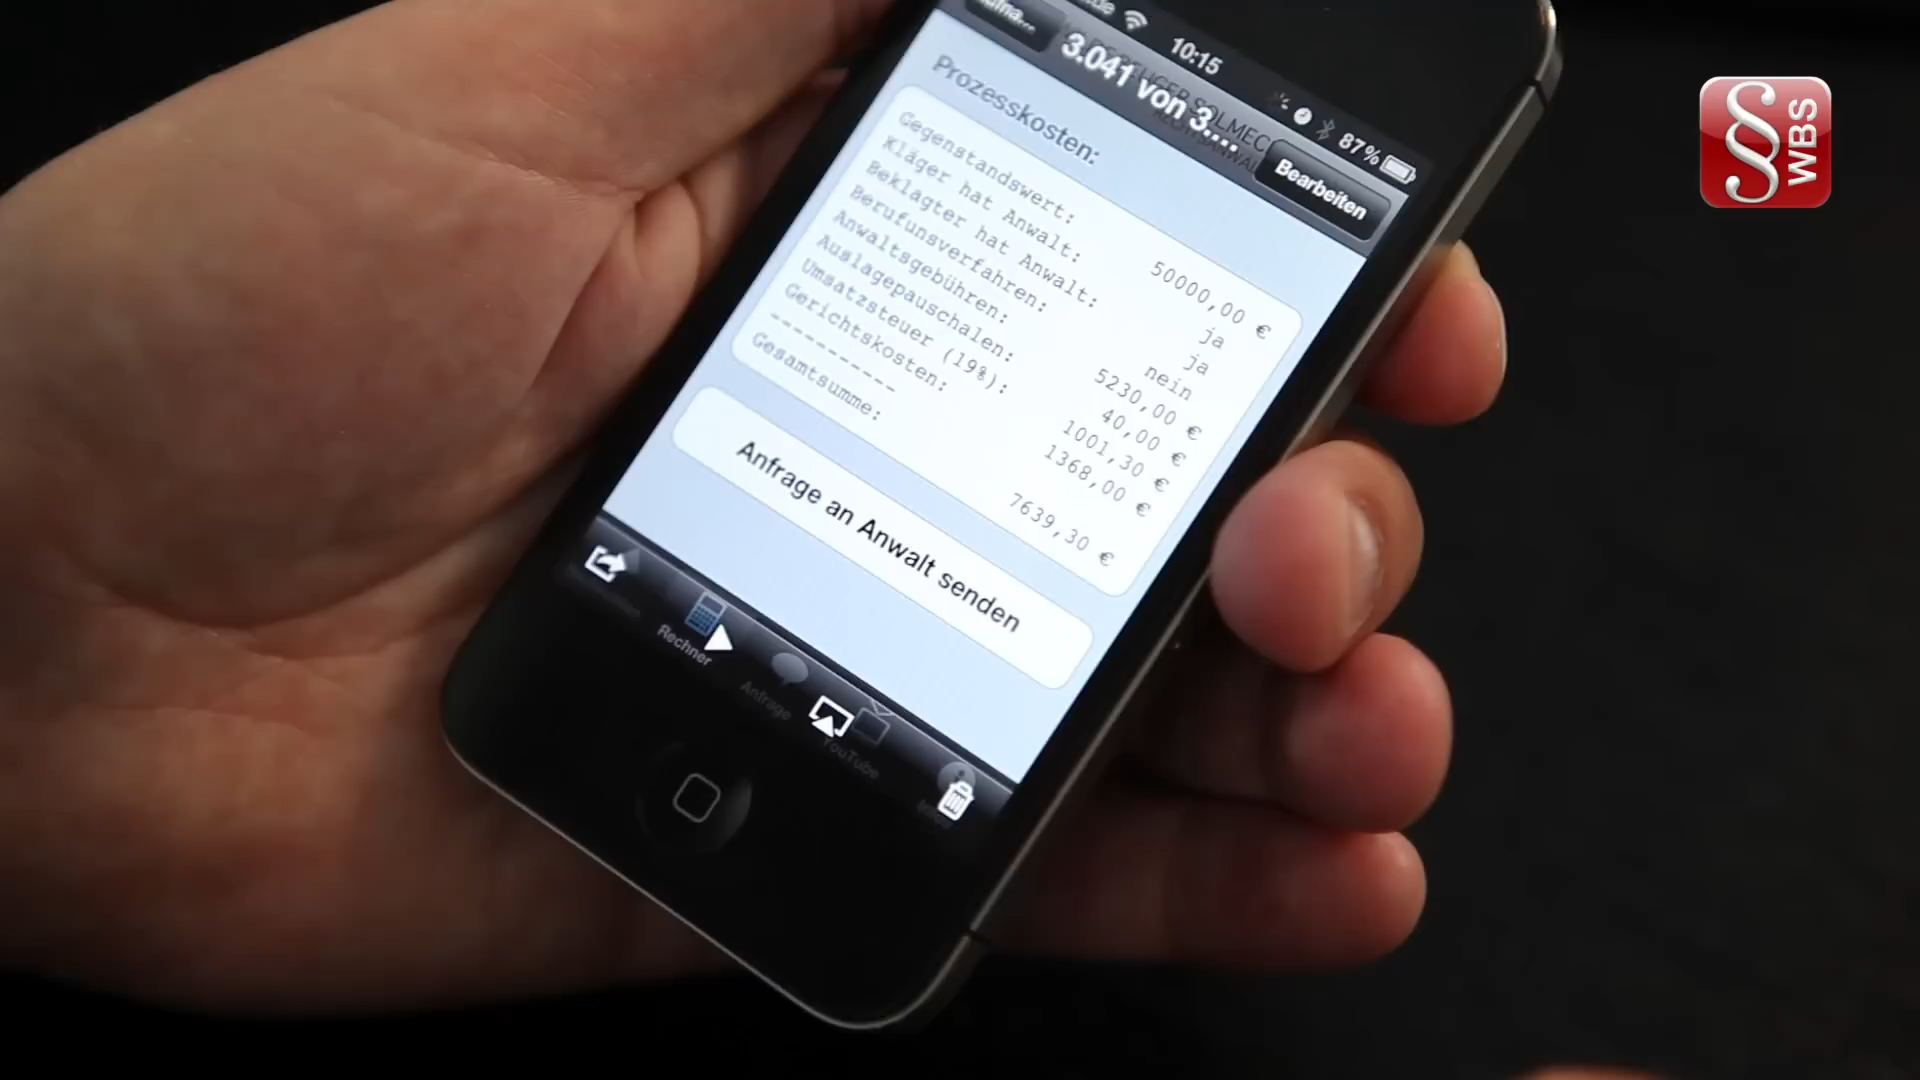 10:15
87%
3.041 von 3...
Bearbeiten
Prozesskosten:
Gegenstandswert: 50000,00 €
Kläger hat Anwalt: ja
Beklagter hat Anwalt: ja
Berufunsverfahren: nein
Anwaltsgebühren: 5230,00 €
Auslagepauschalen: 40,00 €
Umsatzsteuer (19%): 1001,30 €
Gerichtskosten: 1368,00 €
----------
Gesamtsumme: 7639,30 €
Anfrage an Anwalt senden
Rechner
Anfrage
YouTube
§ WBS